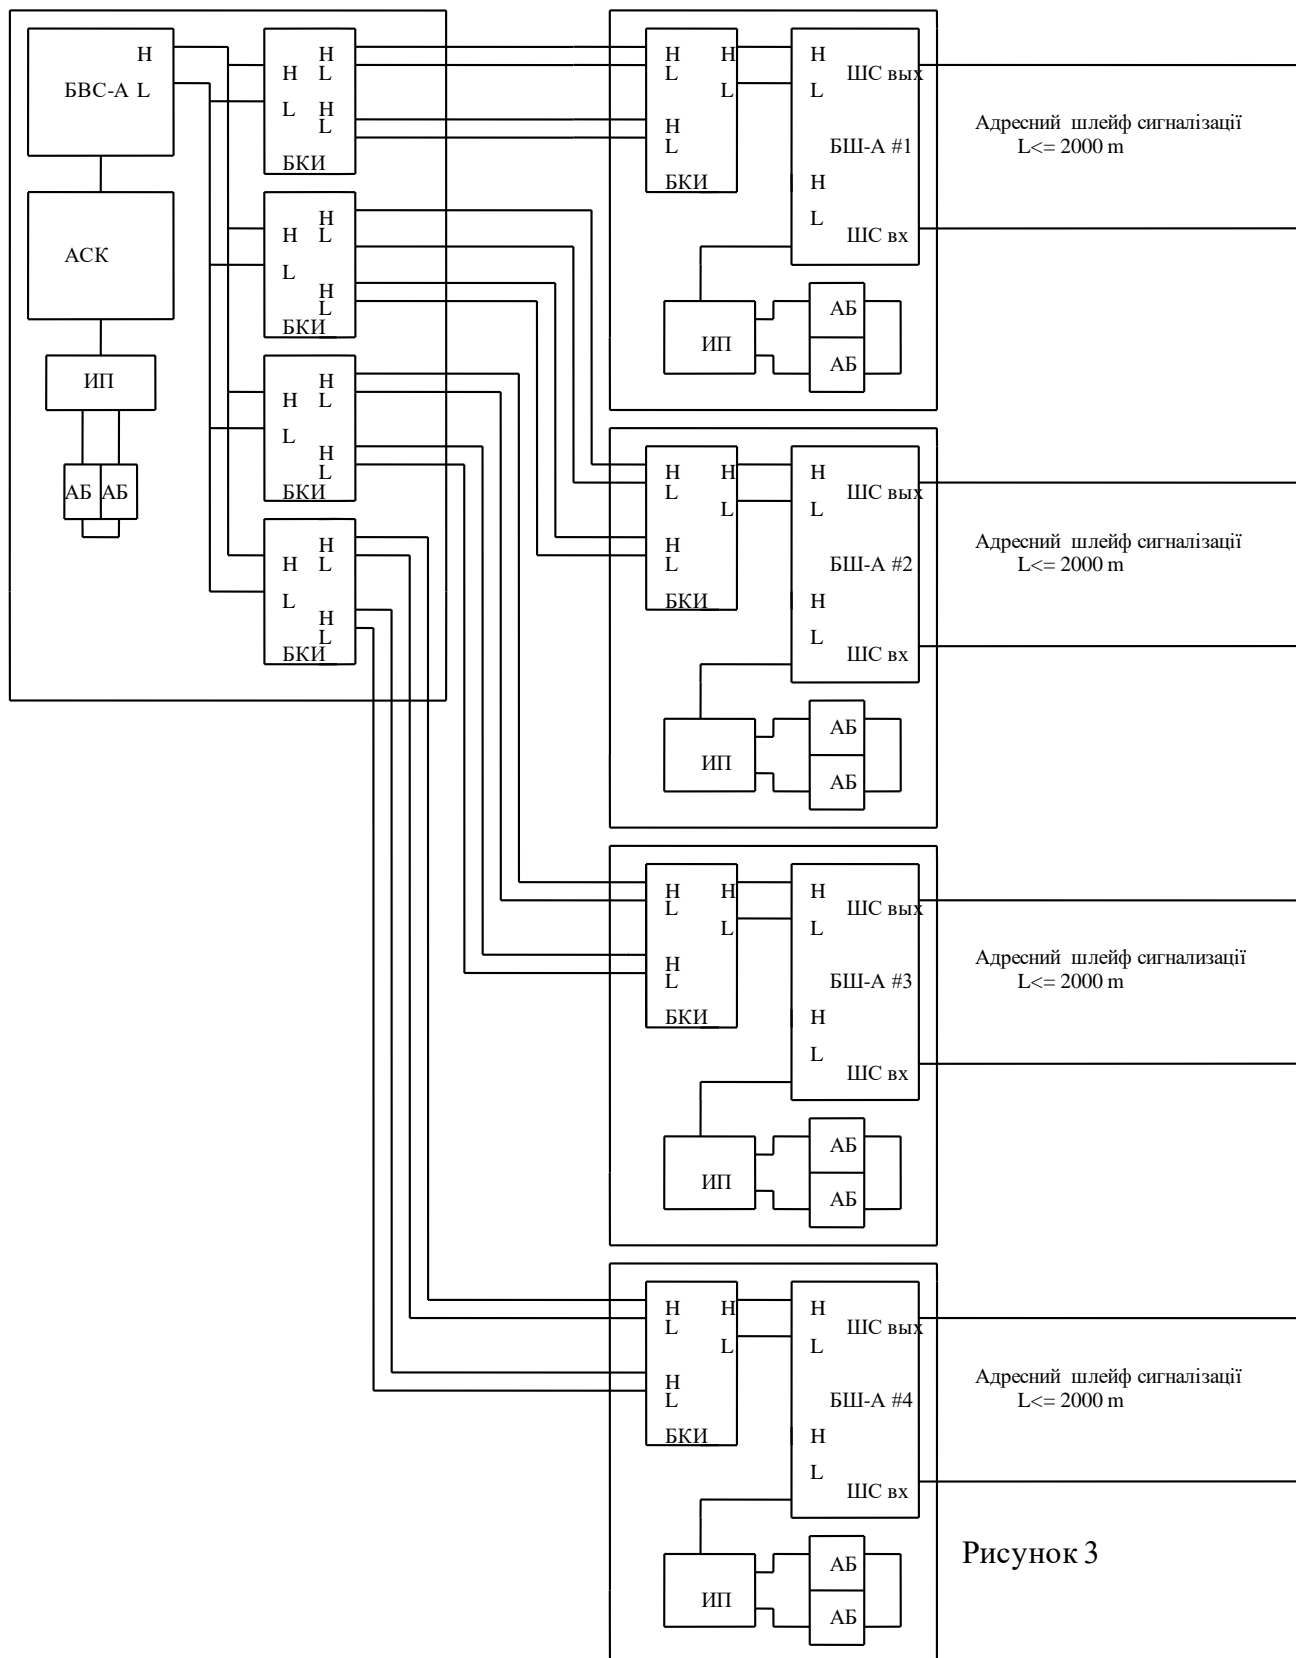 H
БВС-А L
АСК
ИП
АБ АБ
H
H L
L H
L
БКИ
H
H L
L
H
L
БКИ
H
H L
L
H
L
БКИ
H
H L
L
H
L
БКИ
H H
L L
H
L
БКИ
H
ШС вых
L
БШ-А #1
H
L
ШС вх
ИП
АБ
АБ
Адресний шлейф сигналізації
L<= 2000 m
H H
L L
H
L
БКИ
H
ШС вых
L
БШ-А #2
H
L
ШС вх
ИП
АБ
АБ
Адресний шлейф сигналізації
L<= 2000 m
H H
L L
H
L
БКИ
H
ШС вых
L
БШ-А #3
H
L
ШС вх
ИП
АБ
АБ
Адресний шлейф сигнализації
L<= 2000 m
H H
L L
H
L
БКИ
H
ШС вых
L
БШ-А #4
H
L
ШС вх
ИП
АБ
АБ
Адресний шлейф сигналізації
L<= 2000 m
Рисунок 3